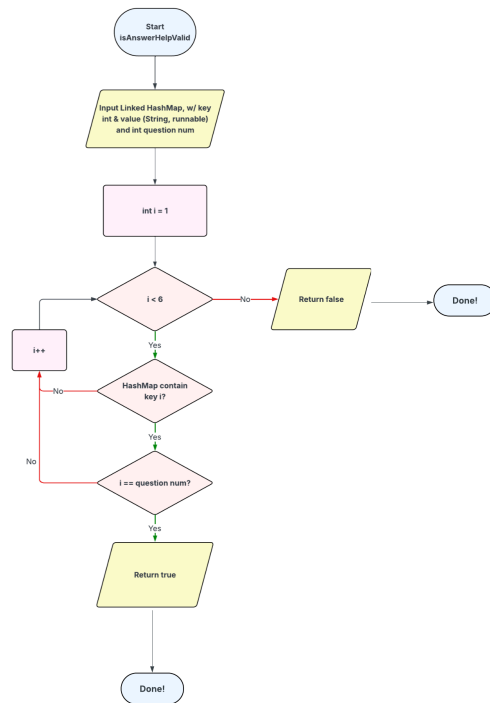 Start
isAnswerHelpValid
Input Linked HashMap, w/ key
int & value (String, runnable)
and int question num
int i = 1
i < 6
No
Return false
Done!
i++
Yes
HashMap contain
key i?
No
Yes
No
i == question num?
Yes
Return true
Done!